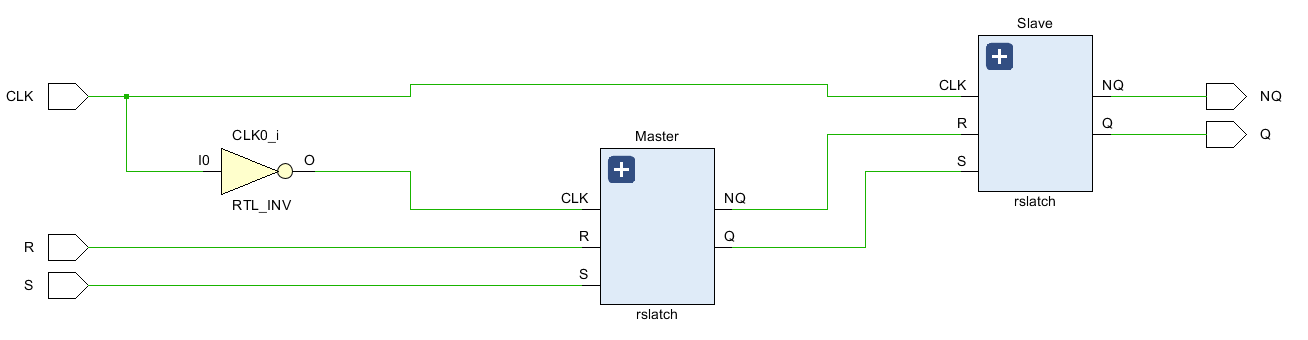 Slave
CLK
CLK
NQ
NQ
R
Q
Q
CLK0_i
Master
I0
O
S
RTL_INV
CLK
NQ
rslatch
R
R
Q
S
S
rslatch